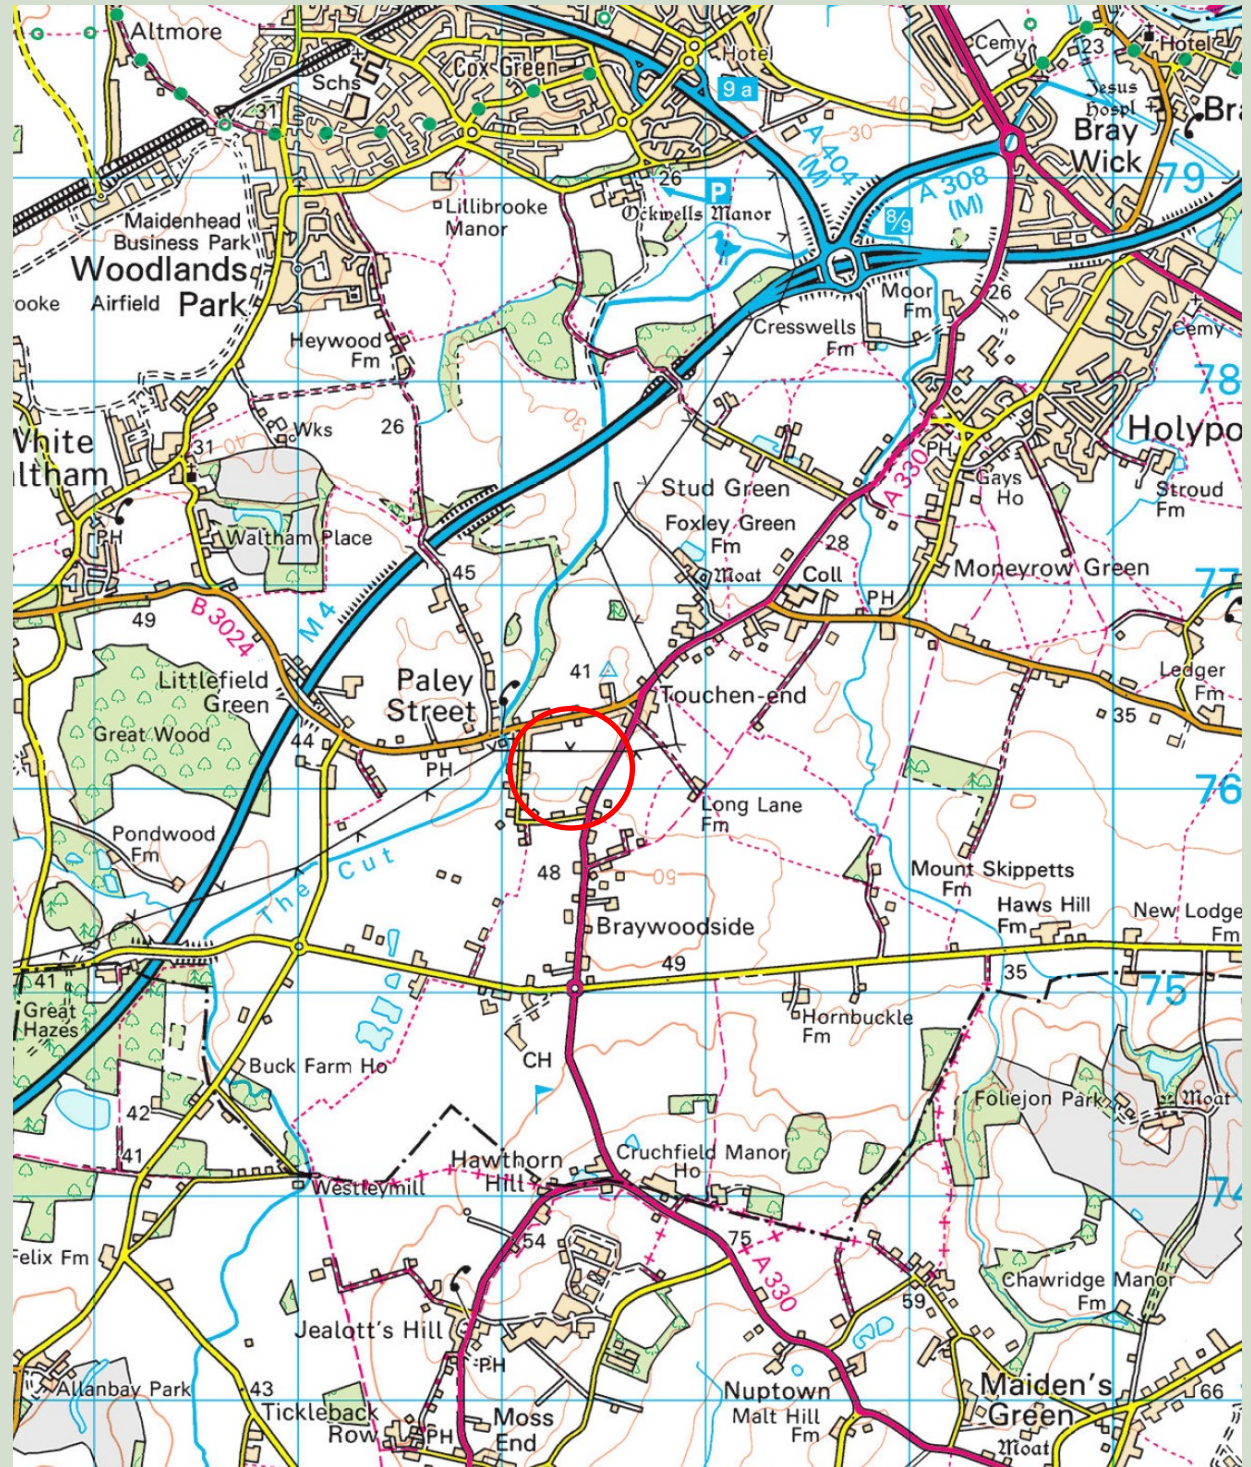 Altmore
Schs
Cox Green
Hotel
9 a
Cemy
23
Hotel
Jesus
Hospl
Bra
Bray
Wick
31
40
30
A 404
(M)
A 308
(M)
79
26
P
Lillibrooke
Manor
Ockwells Manor
8/9
Maidenhead
Business Park
Woodlands
Park
ooke
Airfield
Moor
Fm
26
Heywood
Fm
Cresswells
Fm
Cemy
78
30
White
ltham
31
40
Wks
26
Holypo
PH
A 330
Gays
Ho
Stroud
Fm
Stud Green
Foxley Green
Fm
PH
Waltham Place
28
Moat
Coll
Moneyrow Green
45
77
PH
49
B 3024
M4
Littlefield
Green
Paley
Street
41
Touchen-end
Ledger
Fm
35
Great Wood
44
PH
76
Long Lane
Fm
Pondwood
Fm
The Cut
48
50
Mount Skippetts
Fm
Haws Hill
Fm
New Lodge
Fm
Braywoodside
41
49
35
75
Great
Hazes
Hornbuckle
Fm
CH
Buck Farm Ho
Foliejon Park
Moat
42
41
Hawthorn
Hill
Cruchfield Manor
Ho
Westleymill
74
54
75
A 330
Felix Fm
Chawridge Manor
Fm
59
Jealott's Hill
PH
Allanbay Park
43
Nuptown
Malt Hill
Fm
Maiden's
Green
66
Tickleback
Row
PH
Moss
End
Moat